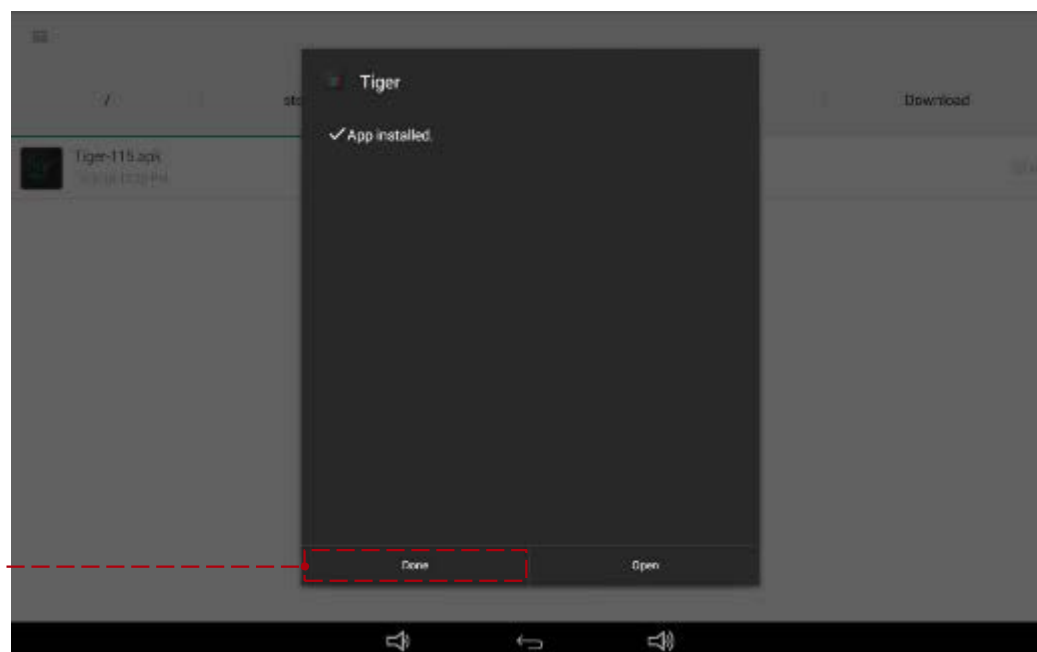 Tiger
/
Download
App installed.
Tiger-115.apk
Done
Open